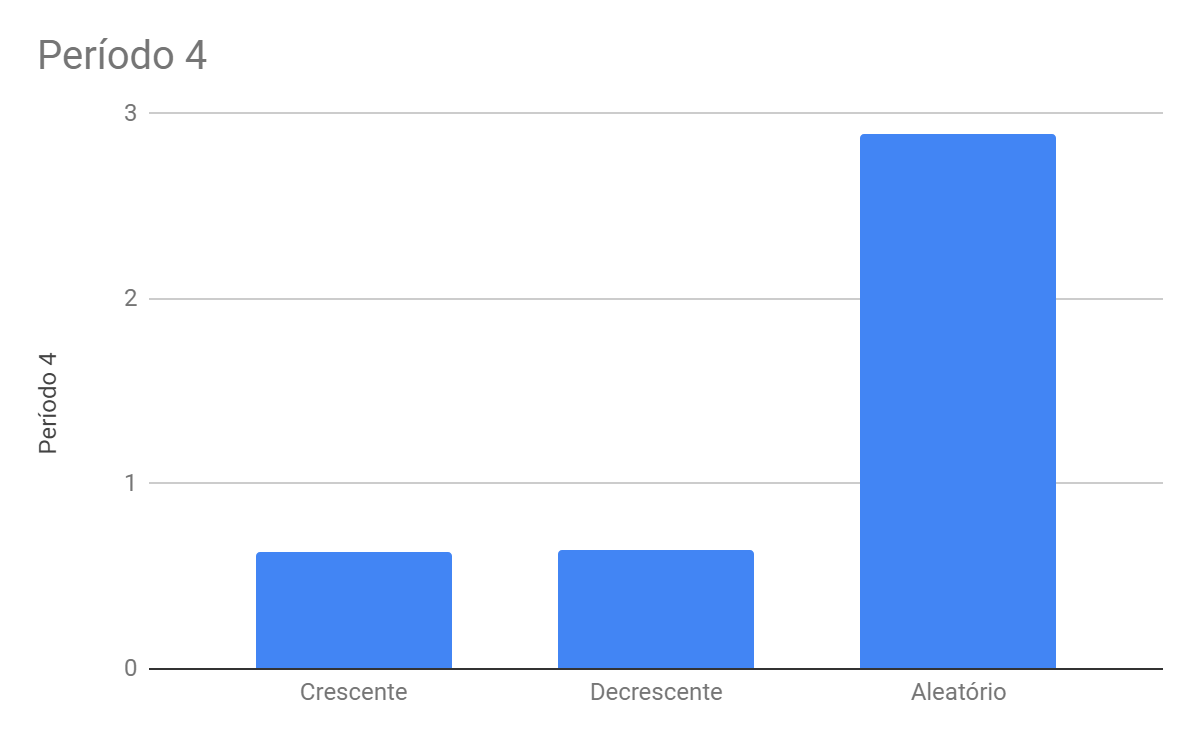 Período 4
3
2
1
0
Período 4
Crescente
Decrescente
Aleatório